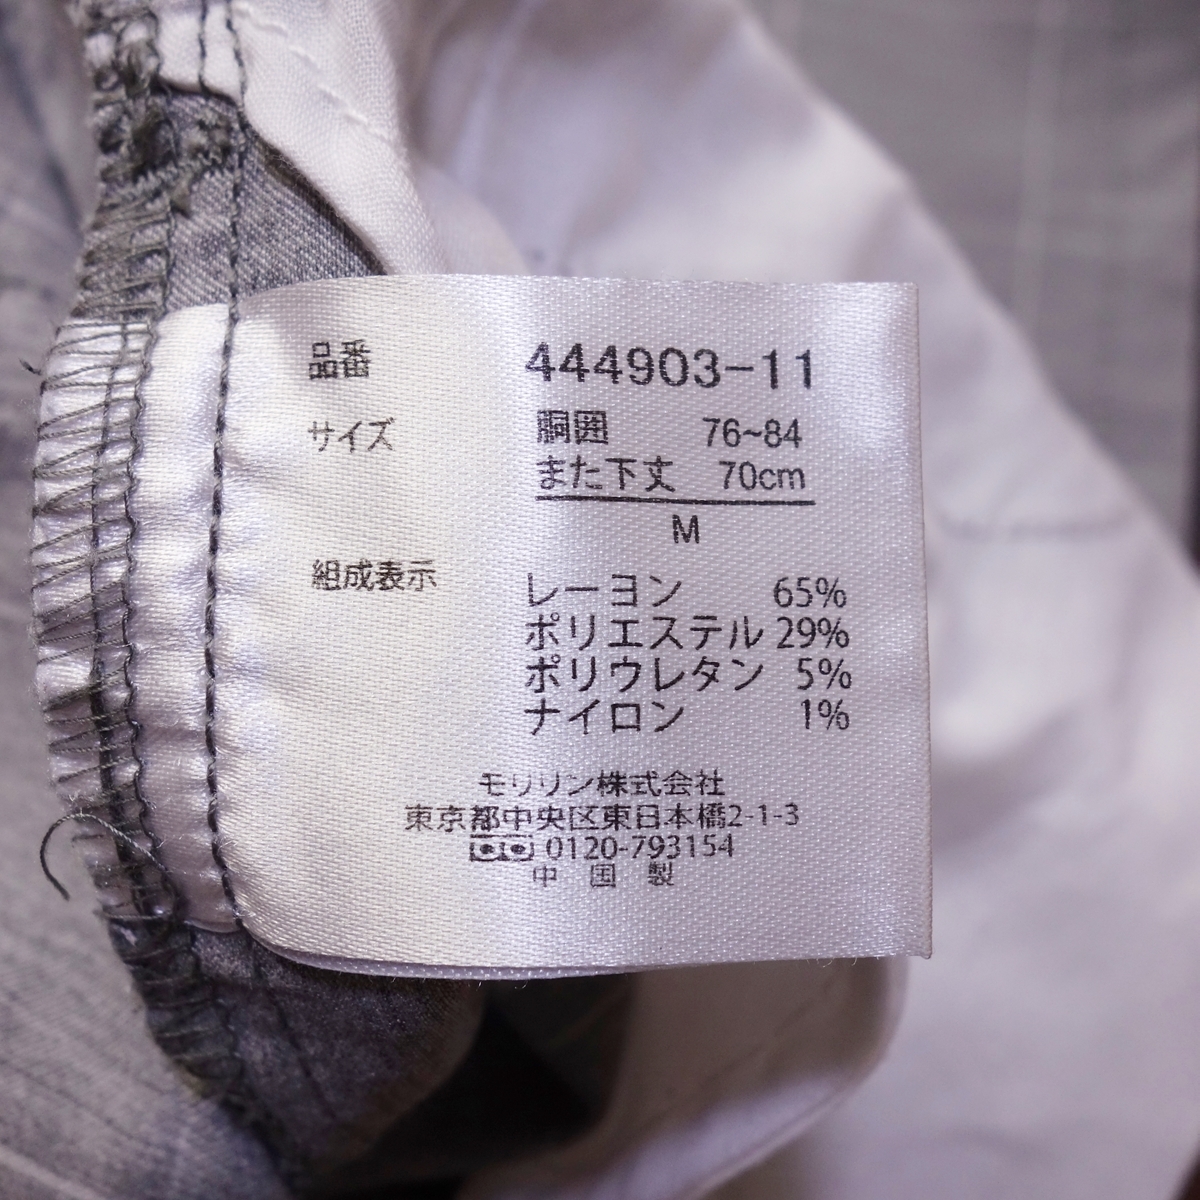 品番 444903-11
サイズ 胴囲 76~84
また下丈 70cm
M
組成表示 レーヨン 65%
ポリエステル 29%
ポリウレタン 5%
ナイロン 1%
モリリン株式会社
東京都中央区東日本橋2-1-3
0120-793154
中国製